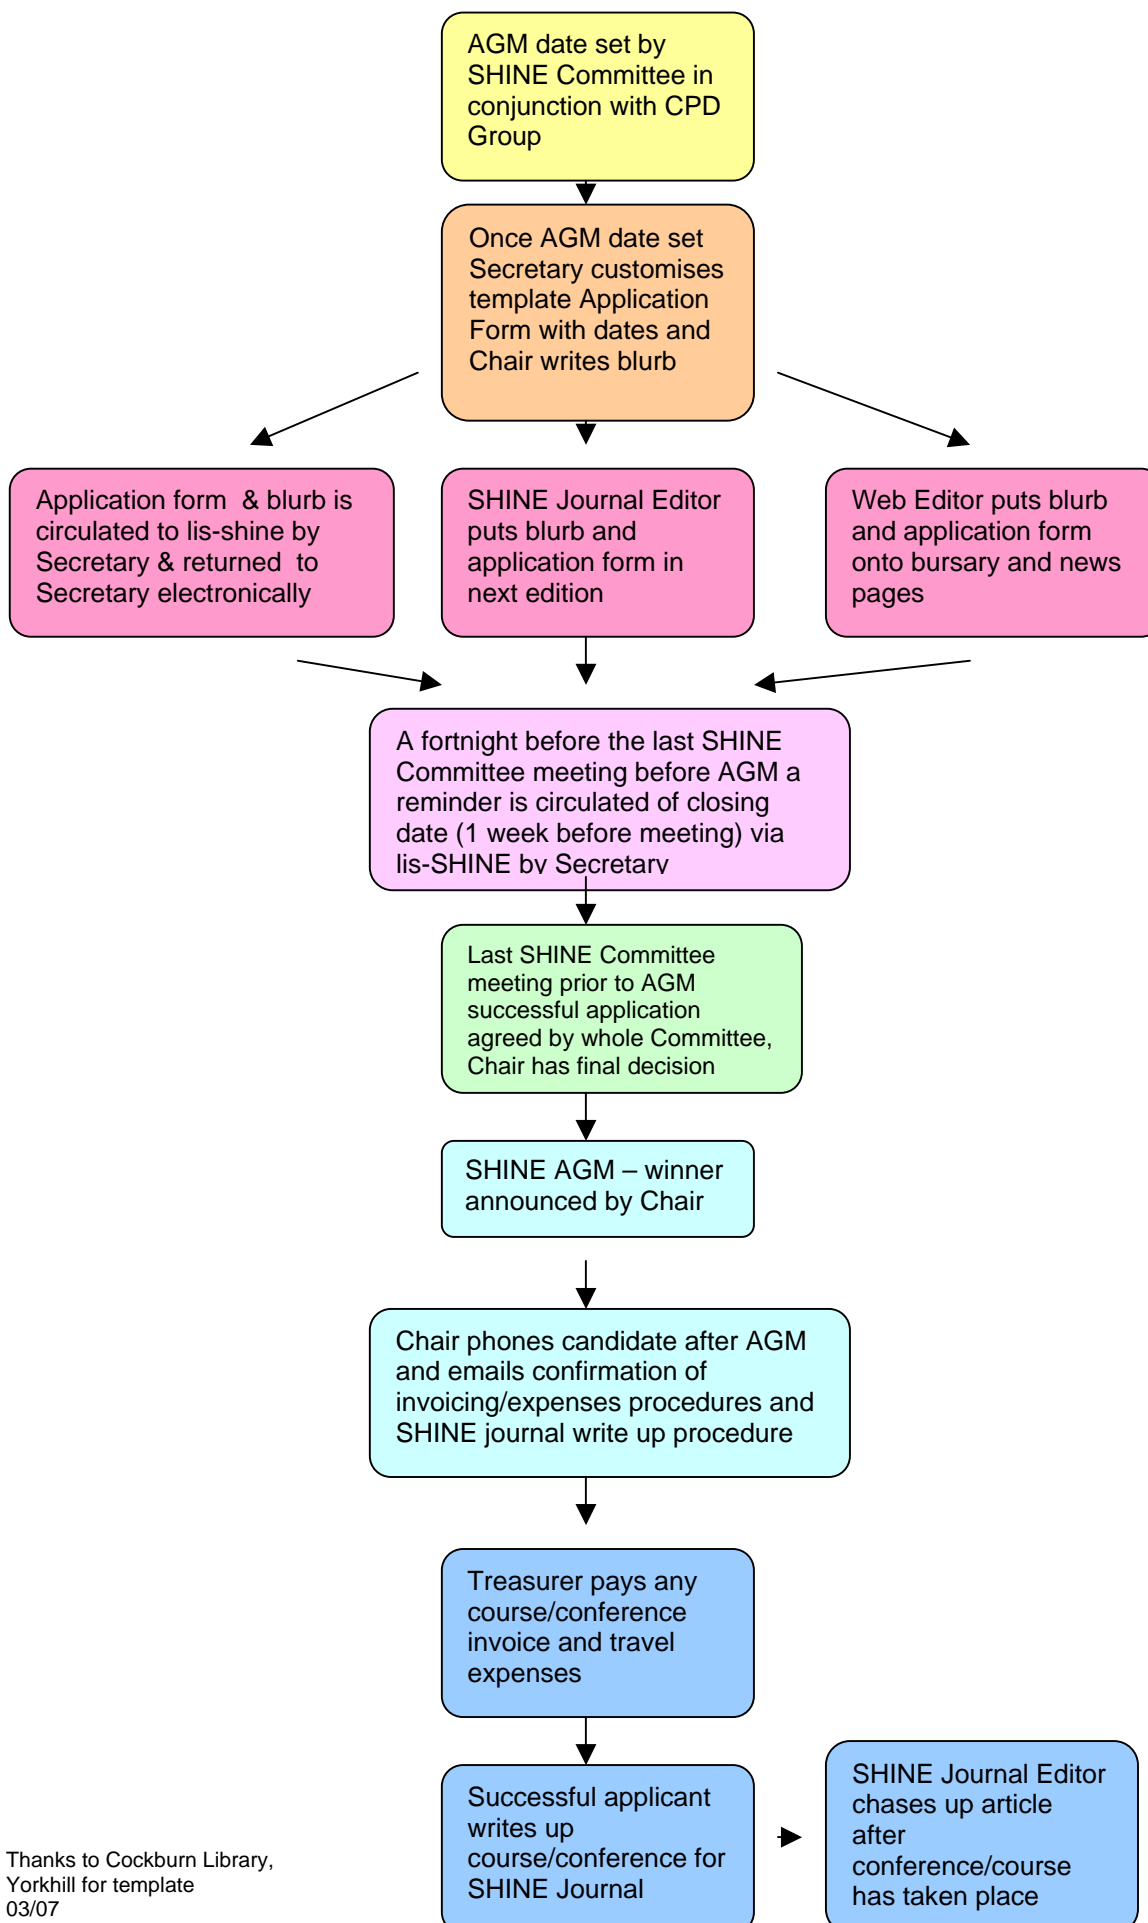 AGM date set by
SHINE Committee in
conjunction with CPD
Group
Once AGM date set
Secretary customises
template Application
Form with dates and
Chair writes blurb
Application form  & blurb is
circulated to lis-shine by
Secretary & returned  to
Secretary electronically
SHINE Journal Editor
puts blurb and
application form in
next edition
Web Editor puts blurb
and application form
onto bursary and news
pages
A fortnight before the last SHINE
Committee meeting before AGM a
reminder is circulated of closing
date (1 week before meeting) via
lis-SHINE by Secretary
Last SHINE Committee
meeting prior to AGM
successful application
agreed by whole Committee,
Chair has final decision
SHINE AGM – winner
announced by Chair
Chair phones candidate after AGM
and emails confirmation of
invoicing/expenses procedures and
SHINE journal write up procedure
Treasurer pays any
course/conference
invoice and travel
expenses
Successful applicant
writes up
course/conference for
SHINE Journal
SHINE Journal Editor
chases up article
after
conference/course
has taken place
Thanks to Cockburn Library,
Yorkhill for template
03/07